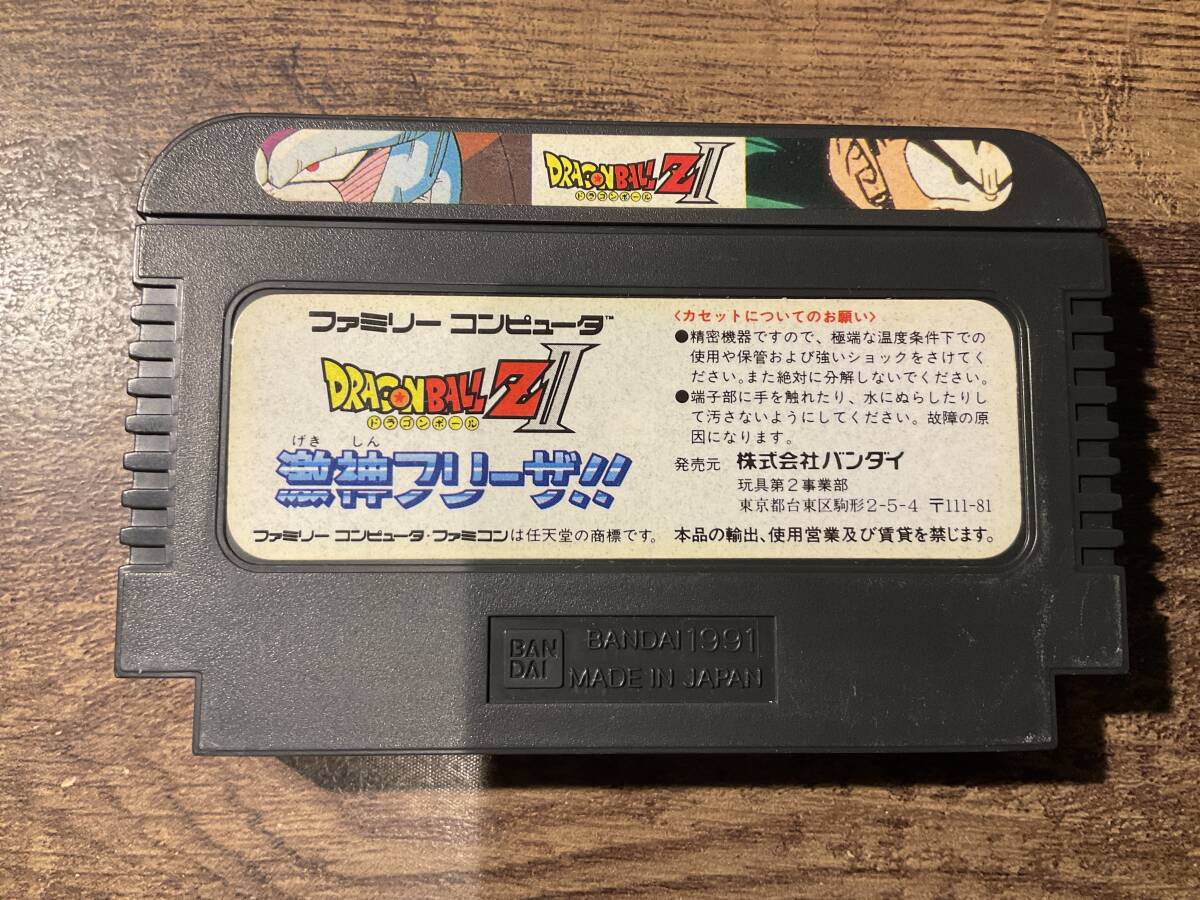 DRAGON BALL Z II
ドラゴンボール
ファミリー コンピュータ™
DRAGON BALL Z II
ドラゴンボール
げき しん
激神フリーザ!!
ファミリー コンピュータ・ファミコンは任天堂の商標です。
〈カセットについてのお願い〉
●精密機器ですので、極端な温度条件下での
使用や保管および強いショックをさけてく
ださい。また絶対に分解しないでください。
●端子部に手を触れたり、水にぬらしたりし
て汚さないようにしてください。故障の原
因になります。
発売元 株式会社バンダイ
玩具第2事業部
東京都台東区駒形2-5-4 〒111-81
本品の輸出、使用営業及び賃貸を禁じます。
BAN
DAI
BANDAI 1991
MADE IN JAPAN